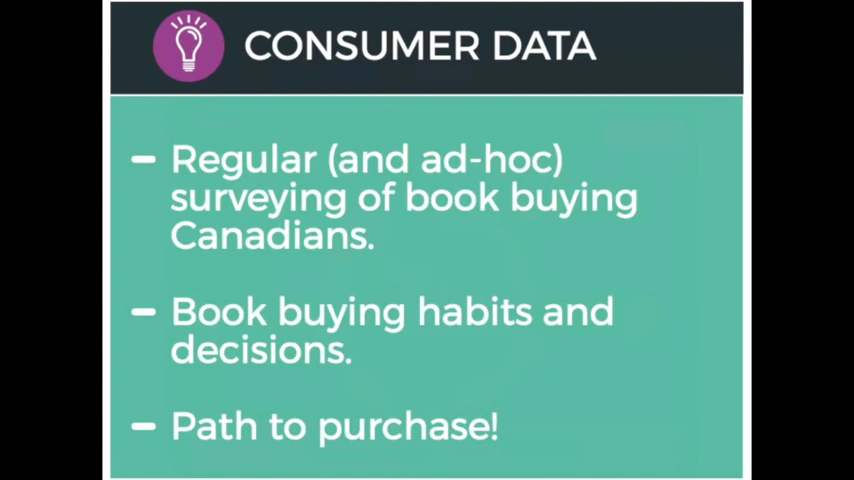 CONSUMER DATA
– Regular (and ad-hoc)
surveying of book buying
Canadians.
– Book buying habits and
decisions.
– Path to purchase!